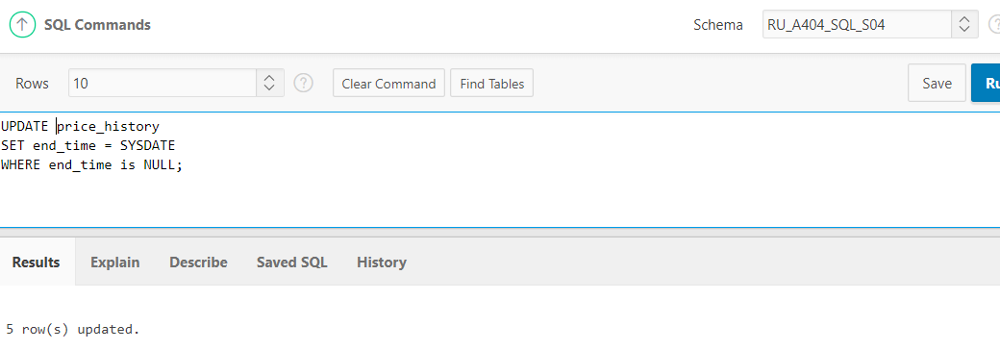 SQL Commands
Schema
RU_A404_SQL_S04
?
Rows
10
?
Clear Command
Find Tables
Save
Ru
UPDATE price_history
SET end_time = SYSDATE
WHERE end_time is NULL;
Results
Explain
Describe
Saved SQL
History
5 row(s) updated.